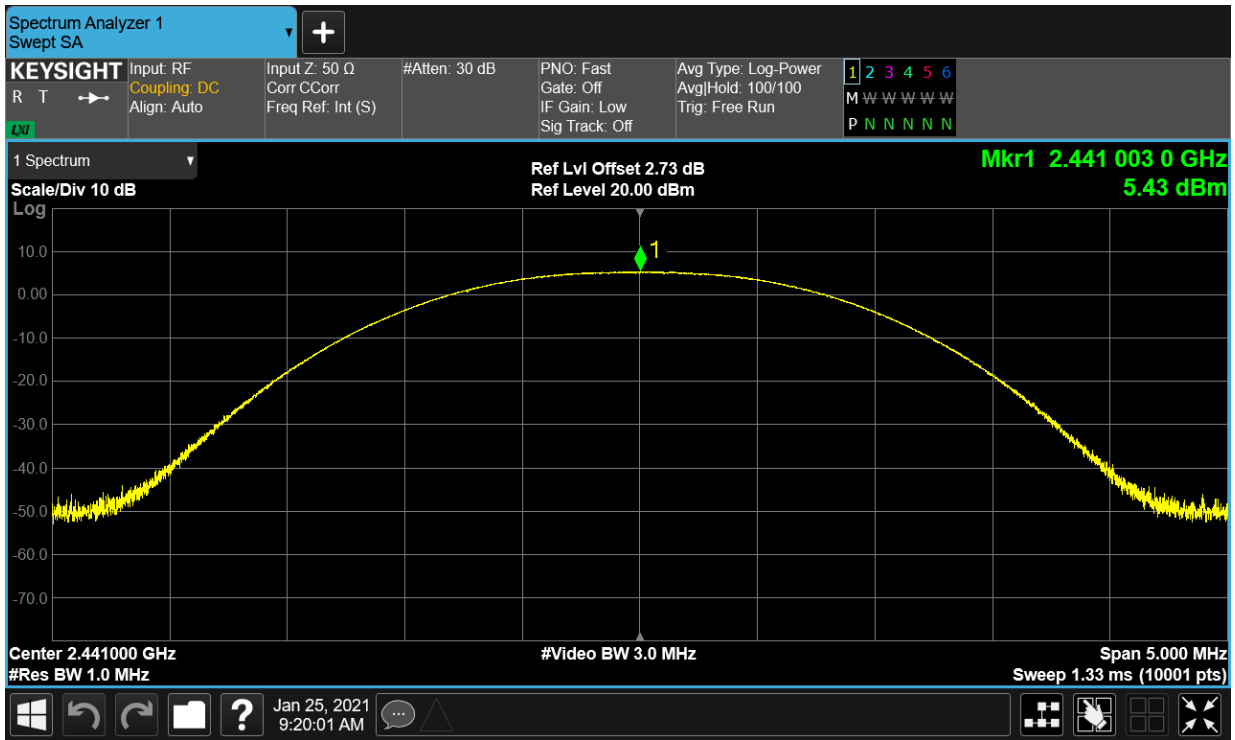 Spectrum Analyzer 1
Swept SA
KEYSIGHT
R T
LXI
Input: RF
Coupling: DC
Align: Auto
Input Z: 50 Ω
Corr CCorr
Freq Ref: Int (S)
#Atten: 30 dB
PNO: Fast
Gate: Off
IF Gain: Low
Sig Track: Off
Avg Type: Log-Power
Avg|Hold: 100/100
Trig: Free Run
1 2 3 4 5 6
M W W W W W
P N N N N N N
1 Spectrum
Scale/Div 10 dB
Log
Ref Lvl Offset 2.73 dB
Ref Level 20.00 dBm
Mkr1 2.441 003 0 GHz
5.43 dBm
1
10.0
0.00
-10.0
-20.0
-30.0
-40.0
-50.0
-60.0
-70.0
Center 2.441000 GHz
#Res BW 1.0 MHz
#Video BW 3.0 MHz
Span 5.000 MHz
Sweep 1.33 ms (10001 pts)
?
Jan 25, 2021
9:20:01 AM